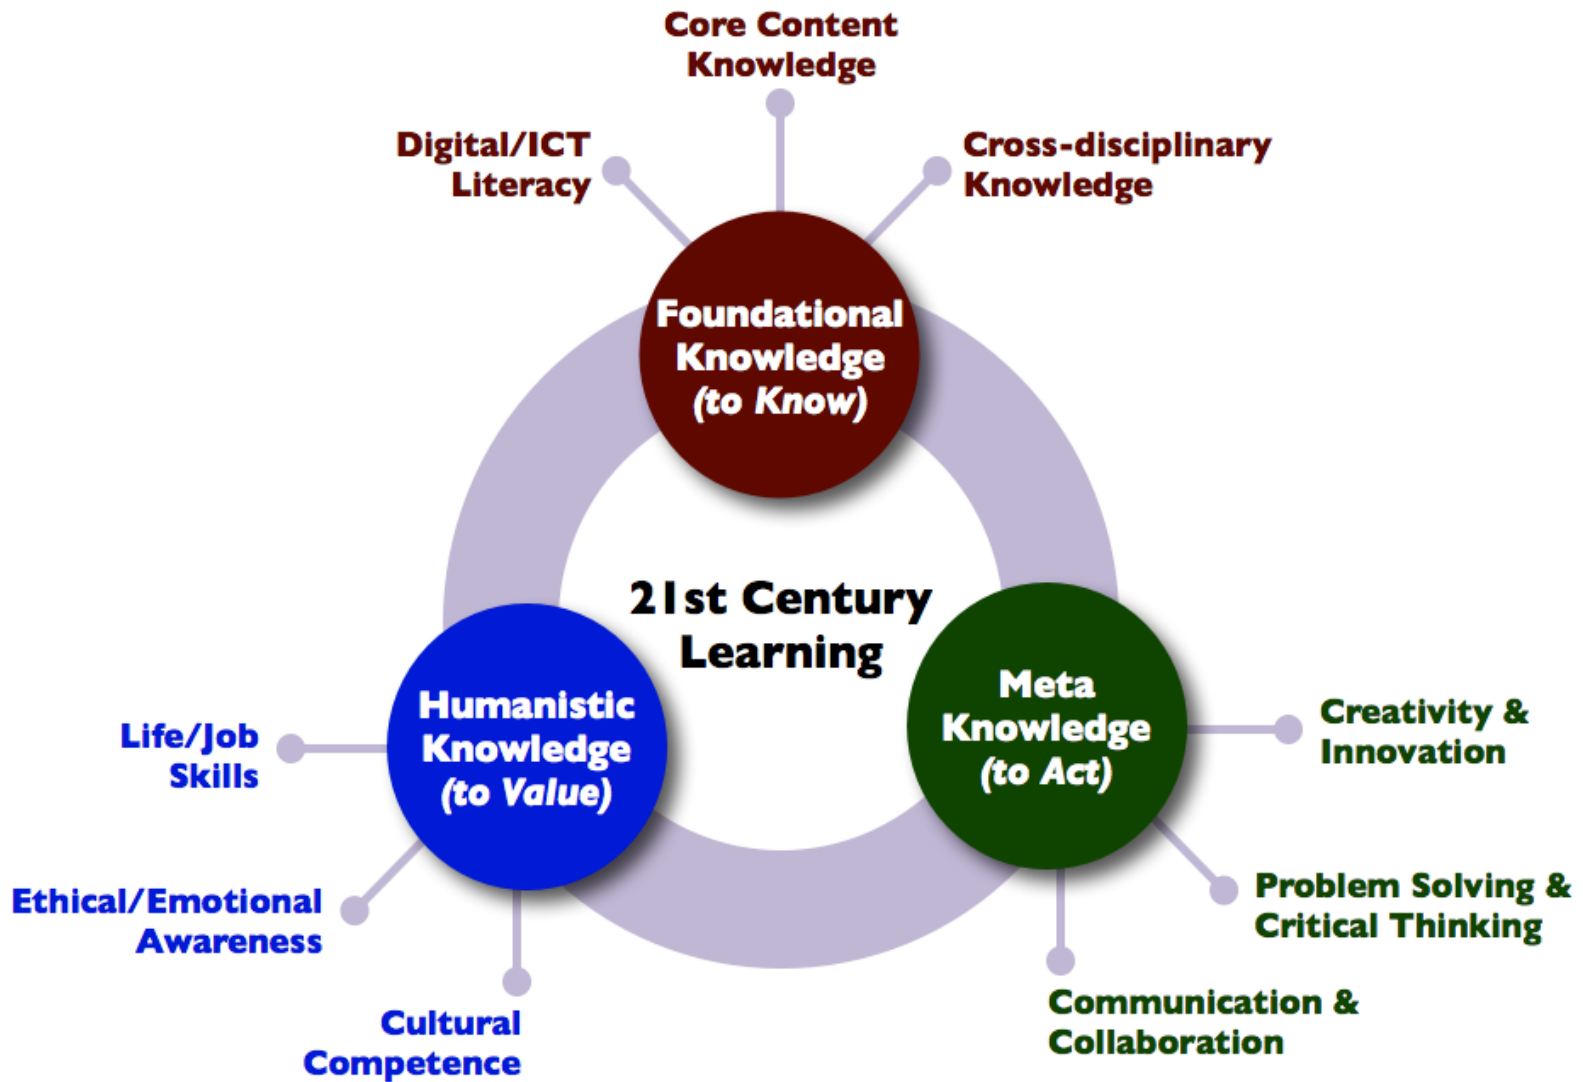 Core Content
Knowledge
Digital/ICT
Literacy
Cross-disciplinary
Knowledge
Foundational
Knowledge
(to Know)
21st Century
Learning
Humanistic
Knowledge
(to Value)
Meta
Knowledge
(to Act)
Life/Job
Skills
Creativity &
Innovation
Ethical/Emotional
Awareness
Problem Solving &
Critical Thinking
Cultural
Competence
Communication &
Collaboration